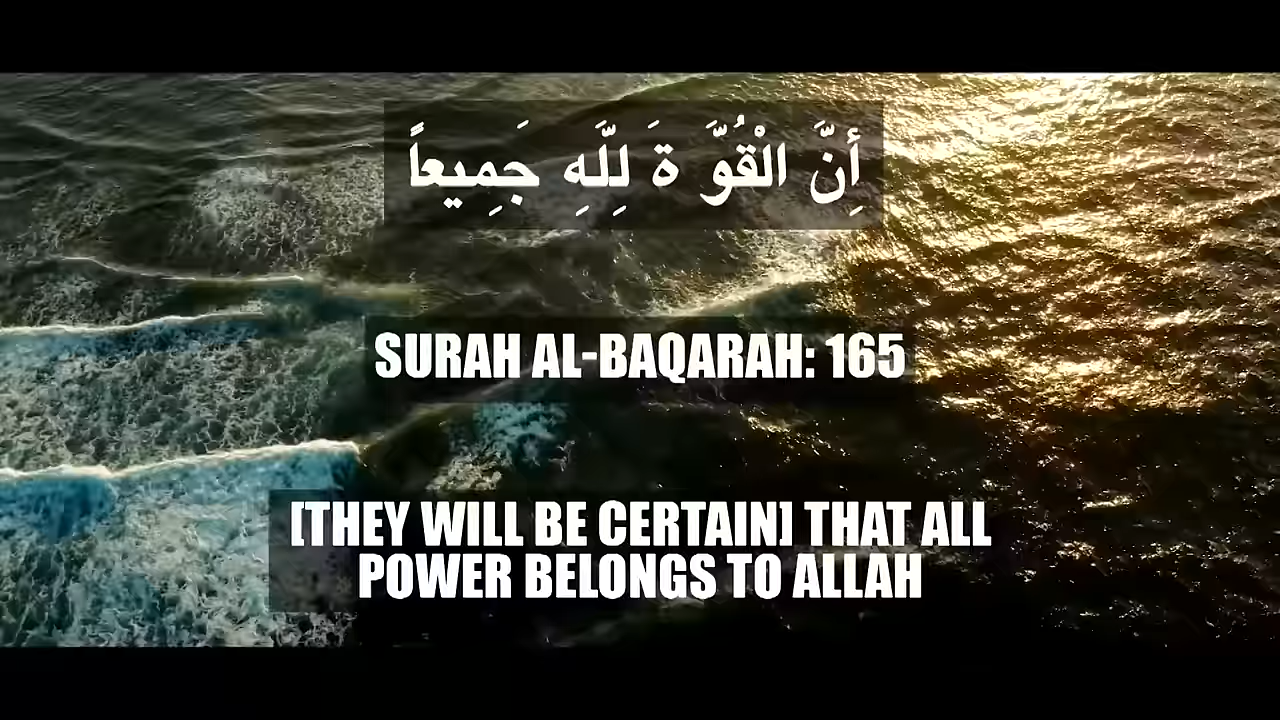 أَنَّ الْقُوَّ ةَ لِلَّهِ جَمِيعاً
SURAH AL-BAQARAH: 165
[THEY WILL BE CERTAIN] THAT ALL
POWER BELONGS TO ALLAH